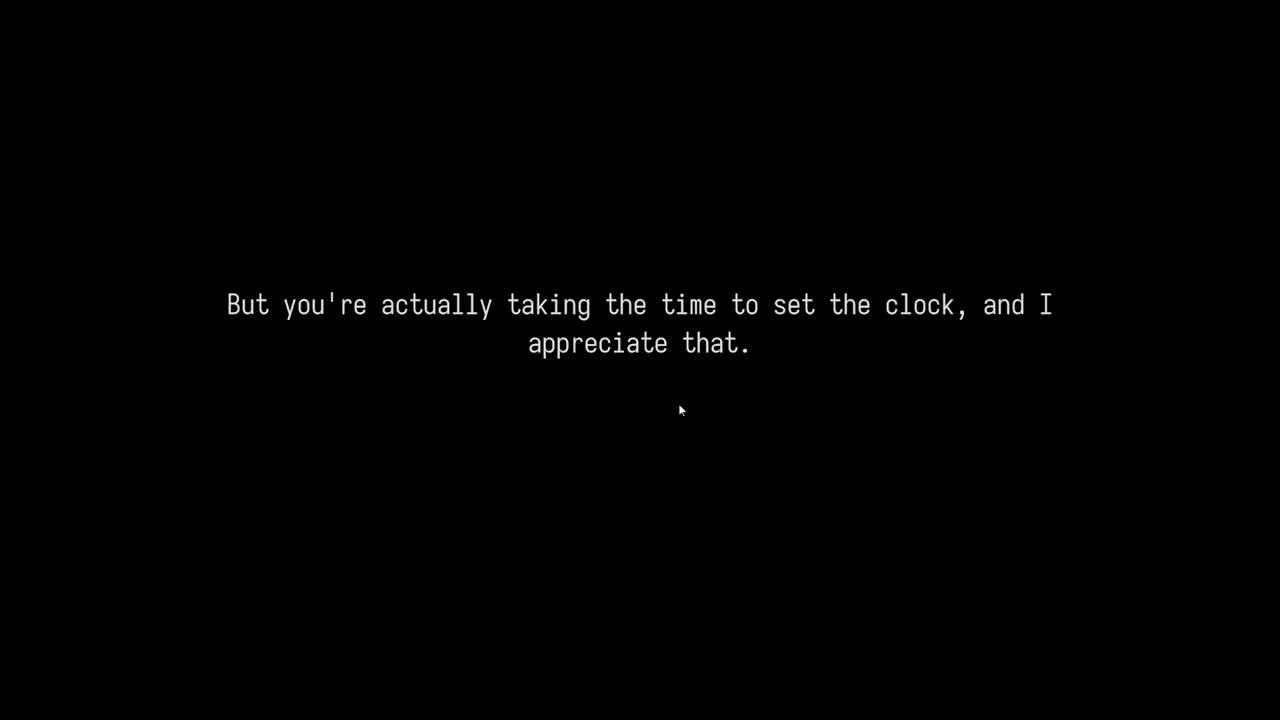 But you're actually taking the time to set the clock, and I
appreciate that.